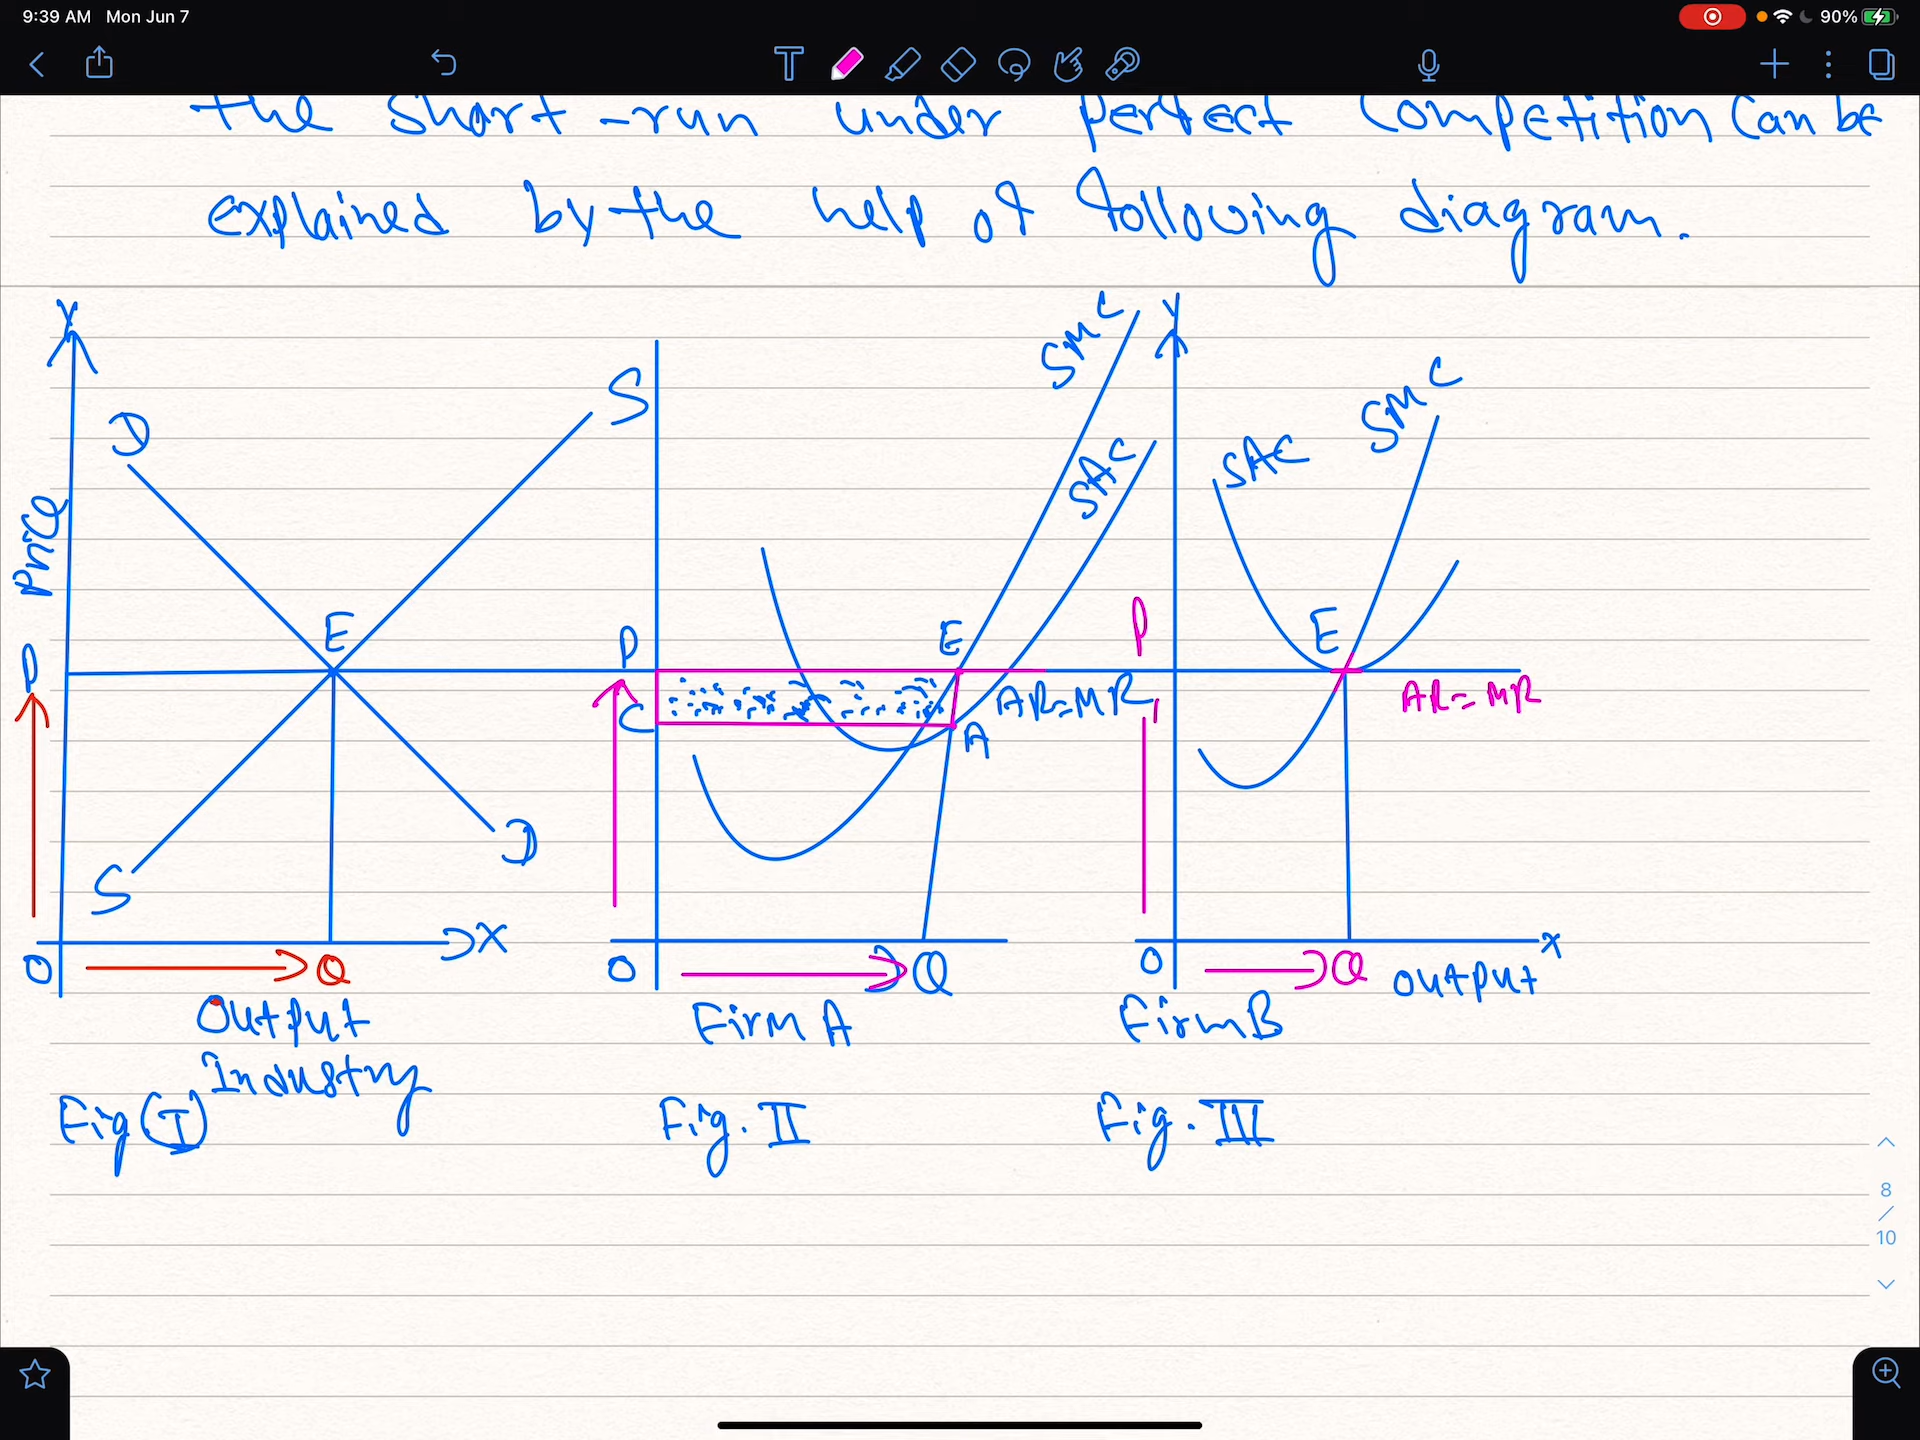 9:39 AM Mon Jun 7
90%
the short-run under perfect competition can be
explained by the help of following diagram.
Y
Price
D
S
P
E
S
D
O
Q
X
Output
Industry
Fig (I)
SMC
SAC
P
C
E
A
AR=MR
O
Q
Firm A
Fig. II
Y
SAC
SMC
P
E
AR=MR
O
Q
output
X
Firm B
Fig. III
8
/
10